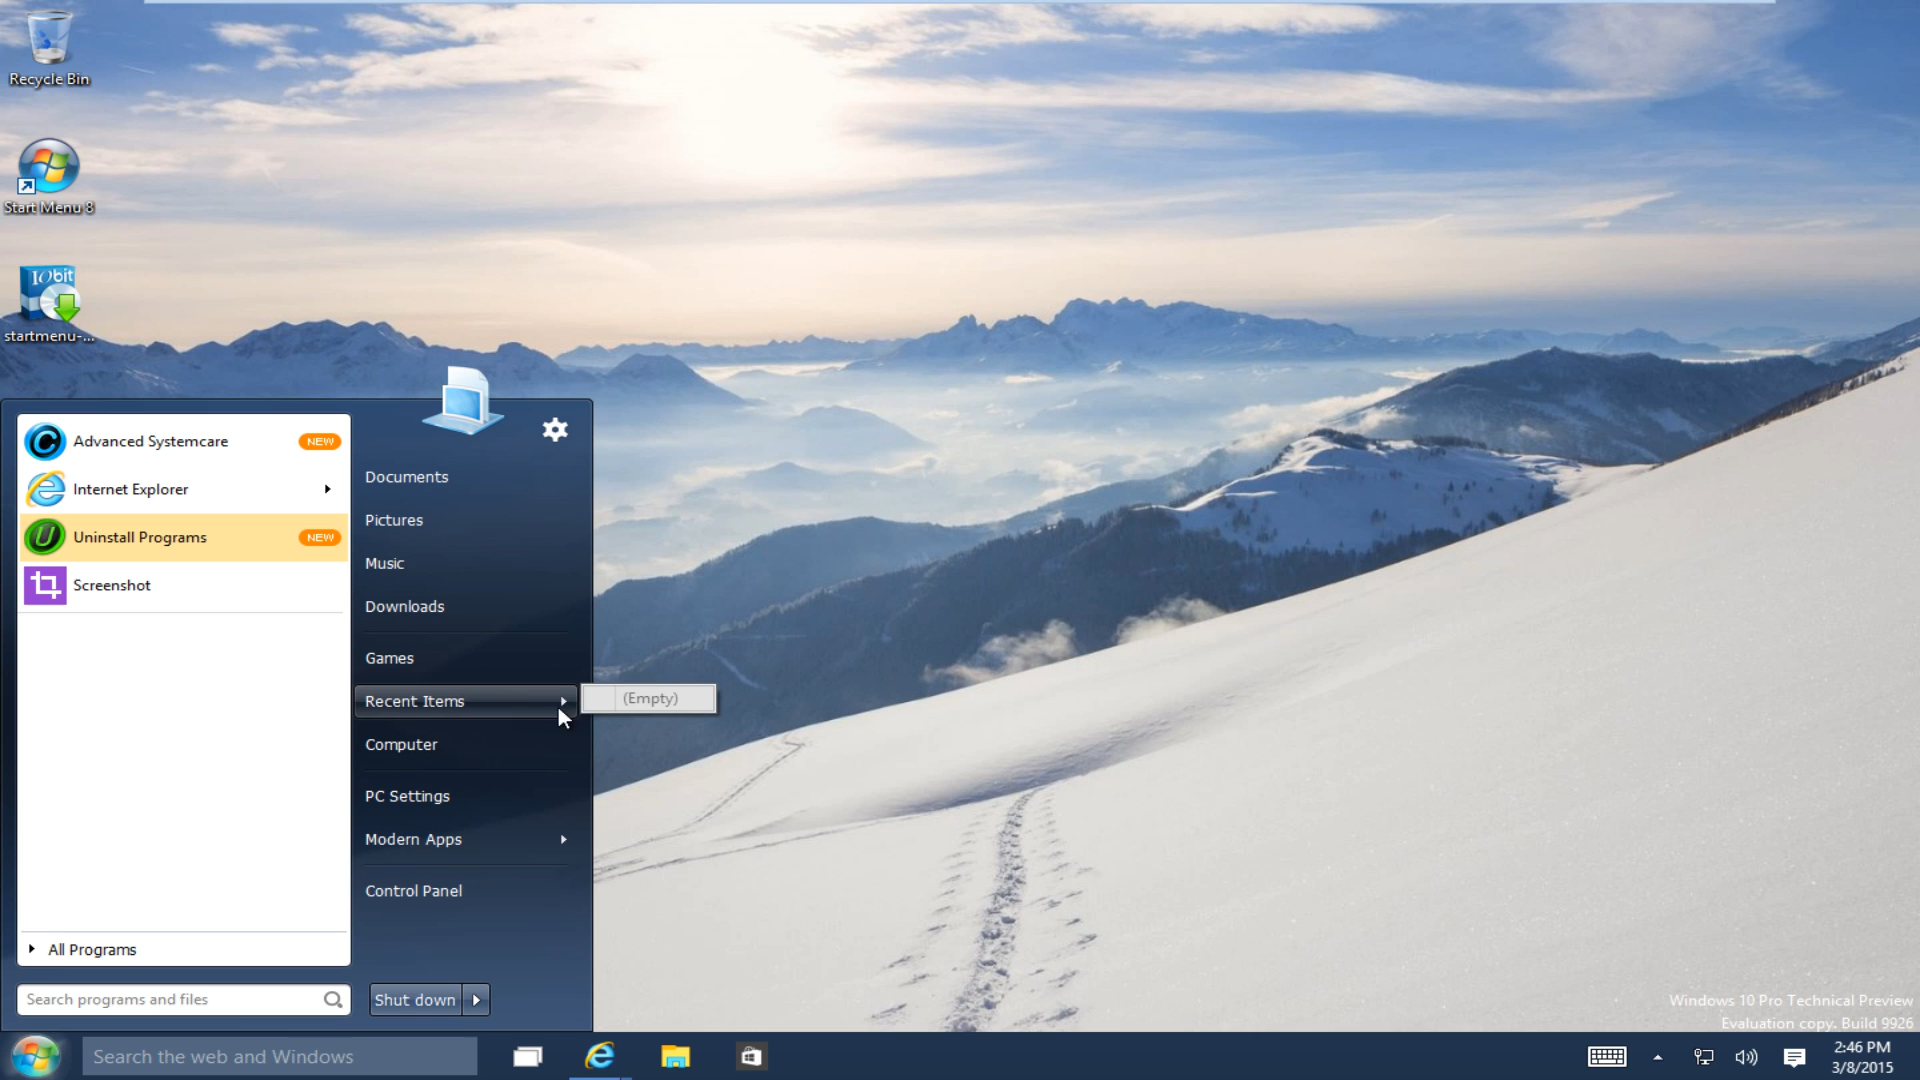 Recycle Bin
Start Menu 8
IObit
startmenu-...
Advanced Systemcare NEW
Internet Explorer
Uninstall Programs NEW
Screenshot
All Programs
Search programs and files
Documents
Pictures
Music
Downloads
Games
Recent Items
(Empty)
Computer
PC Settings
Modern Apps
Control Panel
Shut down
Windows 10 Pro Technical Preview
Evaluation copy. Build 9926
Search the web and Windows
2:46 PM
3/8/2015